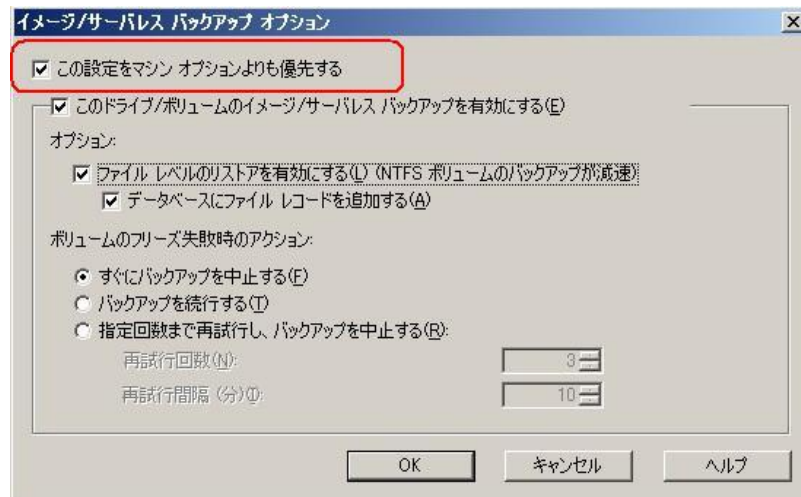 イメージ/サーバレス バックアップ オプション
この設定をマシン オプションよりも優先する
このドライブ/ボリュームのイメージ/サーバレス バックアップを有効にする(E)
オプション:
ファイル レベルのリストアを有効にする(L) (NTFS ボリュームのバックアップが減速)
データベースにファイル レコードを追加する(A)
ボリュームのフリーズ失敗時のアクション:
すぐにバックアップを中止する(F)
バックアップを続行する(T)
指定回数まで再試行し、バックアップを中止する(R):
再試行回数(N): 3
再試行間隔 (分)(I): 10
OK キャンセル ヘルプ